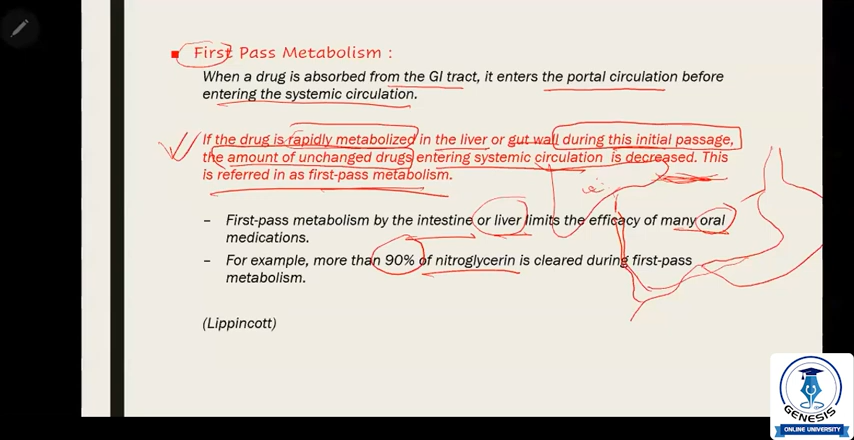 First Pass Metabolism :
When a drug is absorbed from the GI tract, it enters the portal circulation before
entering the systemic circulation.
If the drug is rapidly metabolized in the liver or gut wall during this initial passage,
the amount of unchanged drugs entering systemic circulation is decreased. This
is referred in as first-pass metabolism.
– First-pass metabolism by the intestine or liver limits the efficacy of many oral
medications.
– For example, more than 90% of nitroglycerin is cleared during first-pass
metabolism.
(Lippincott)
GENESIS
ONLINE UNIVERSITY